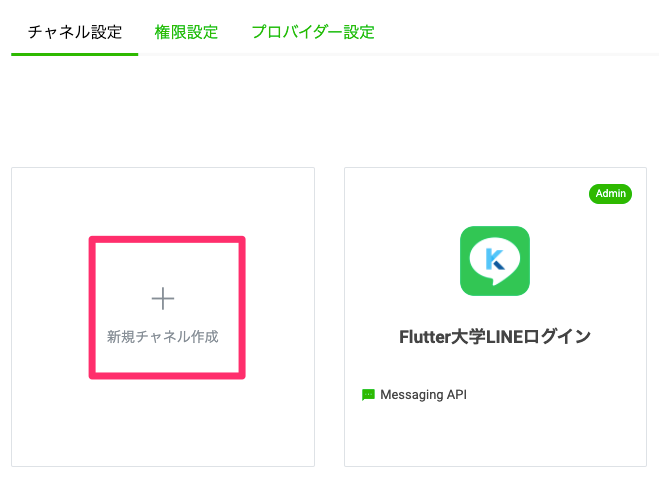 チャネル設定 権限設定 プロバイダー設定
Admin
新規チャネル作成
K
Flutter大学LINEログイン
Messaging API